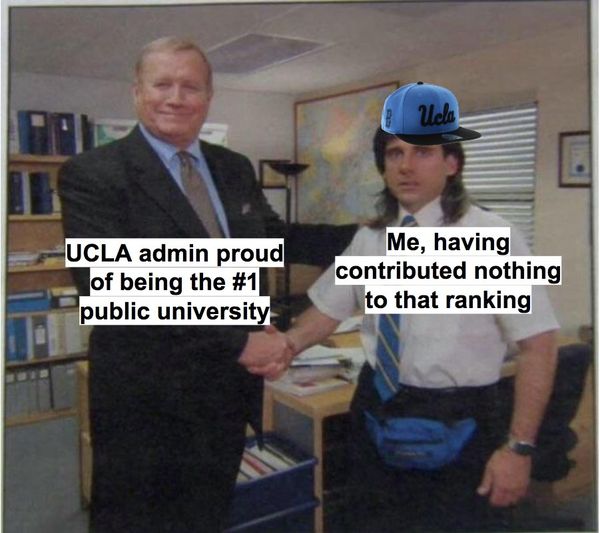 Ucla
UCLA admin proud
of being the #1
public university
Me, having
contributed nothing
to that ranking